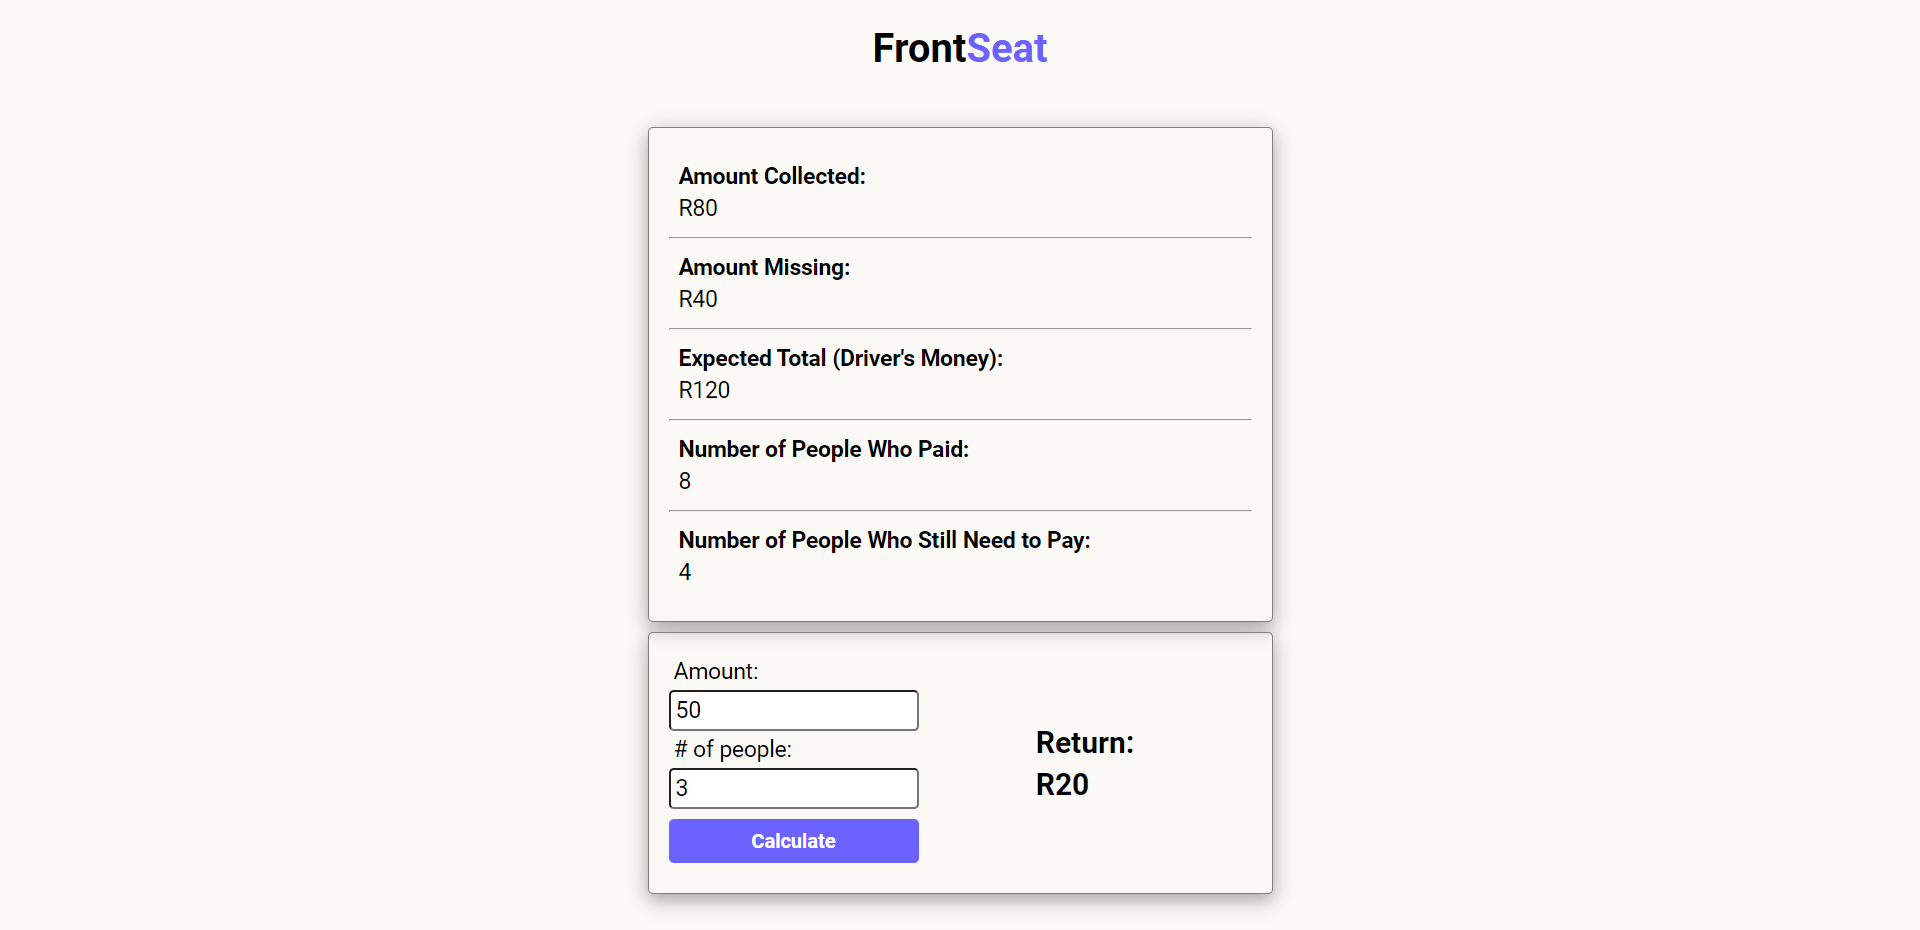 FrontSeat
Amount Collected:
R80
Amount Missing:
R40
Expected Total (Driver's Money):
R120
Number of People Who Paid:
8
Number of People Who Still Need to Pay:
4
Amount:
50
# of people:
3
Calculate
Return:
R20